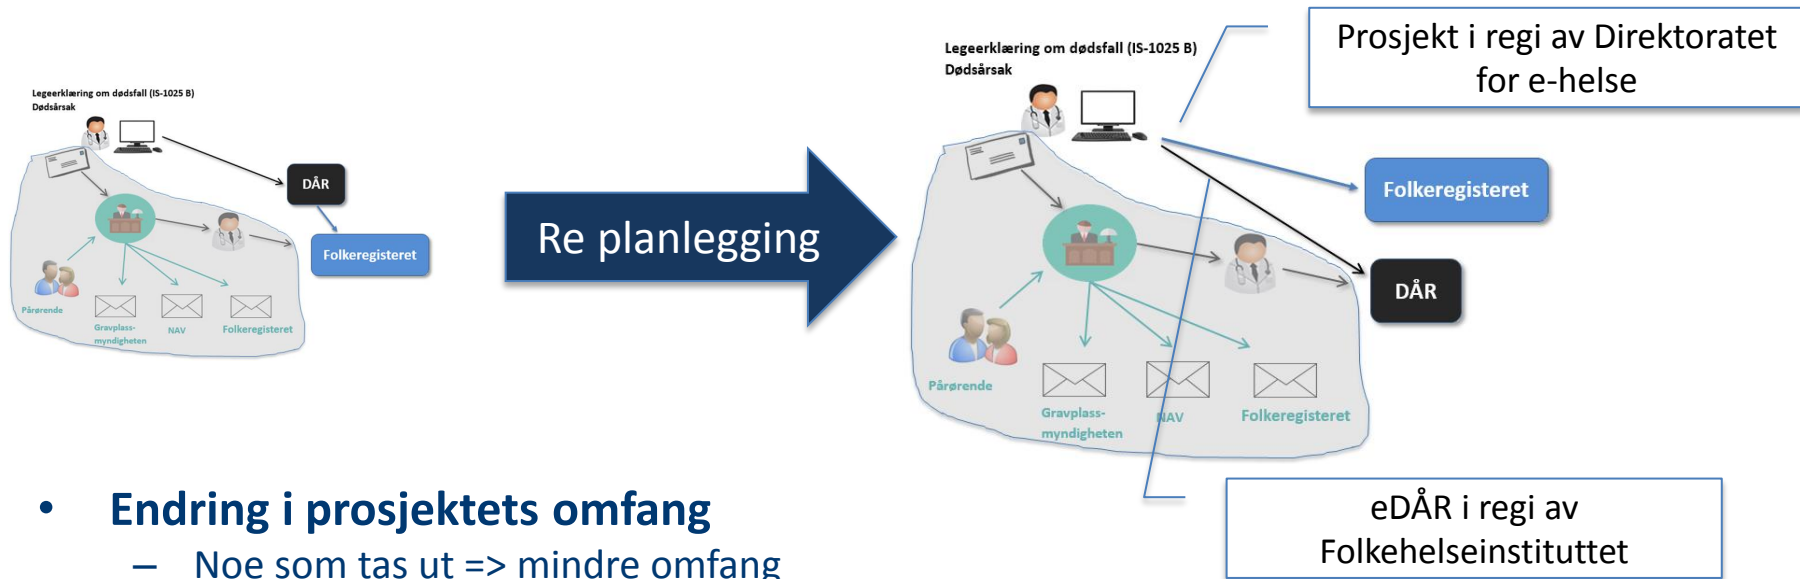 Legeerklæring om dødsfall (IS-1025 B)
Dødsårsak
DÅR
Folkeregisteret
Pårørende
Gravplass-
myndigheten
NAV
Folkeregisteret
Re planlegging
Legeerklæring om dødsfall (IS-1025 B)
Dødsårsak
Prosjekt i regi av Direktoratet
for e-helse
Folkeregisteret
DÅR
Pårørende
Gravplass-
myndigheten
NAV
Folkeregisteret
eDÅR i regi av
Folkehelseinstituttet
• Endring i prosjektets omfang
– Noe som tas ut => mindre omfang